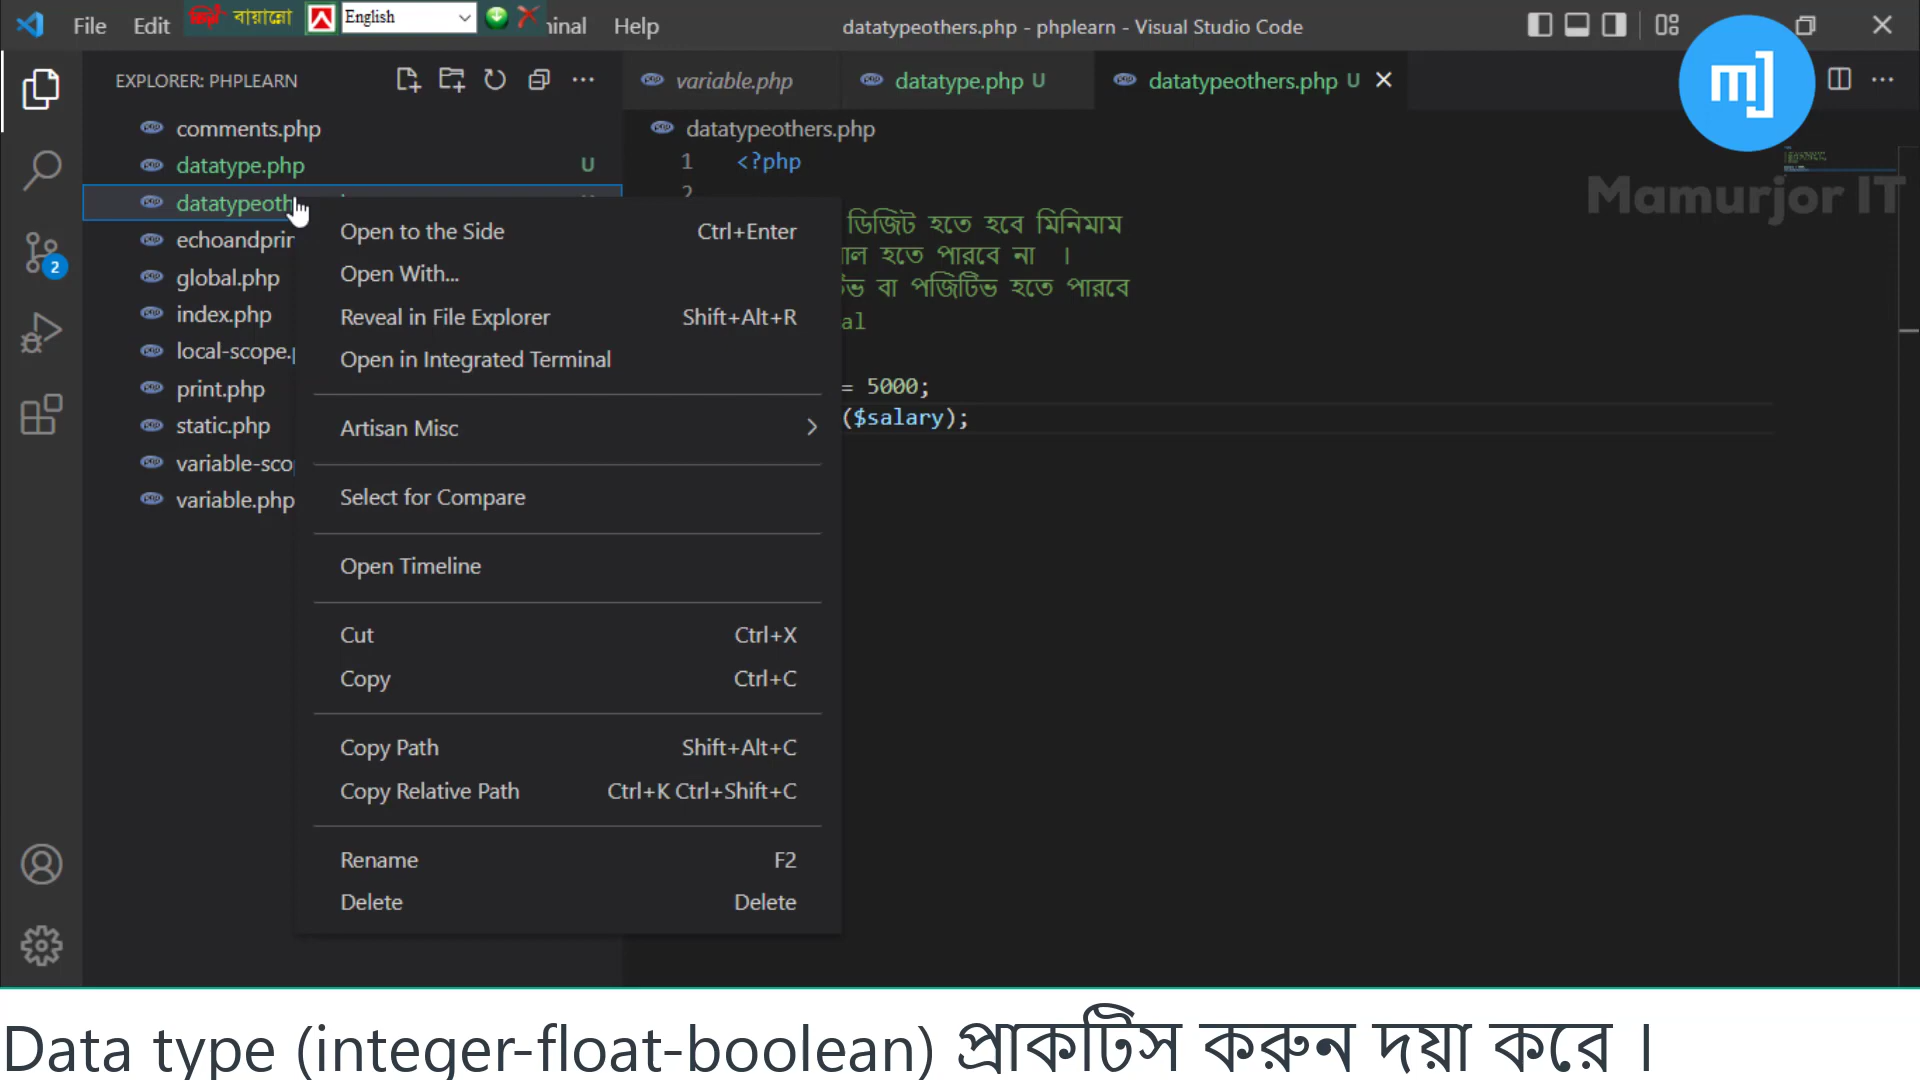 File Edit বায়ান্নো English Help datatypeothers.php - phplearn - Visual Studio Code
EXPLORER: PHPLEARN
variable.php datatype.php U datatypeothers.php U
comments.php
datatype.php U
echoandprin
global.php
index.php
local-scope.
print.php
static.php
variable-sco
variable.php
2
Open to the Side Ctrl+Enter
Open With...
Reveal in File Explorer Shift+Alt+R
Open in Integrated Terminal
Artisan Misc
Select for Compare
Open Timeline
Cut Ctrl+X
Copy Ctrl+C
Copy Path Shift+Alt+C
Copy Relative Path Ctrl+K Ctrl+Shift+C
Rename F2
Delete Delete
datatypeothers.php
1 <?php
2
ডিজিট হতে হবে মিনিমাম
হতে পারবে না ।
বা পজিটিভ হতে পারবে
al
= 5000;
($salary);
Mamurjor IT
Data type (integer-float-boolean) প্রাকটিস করুন দয়া করে ।